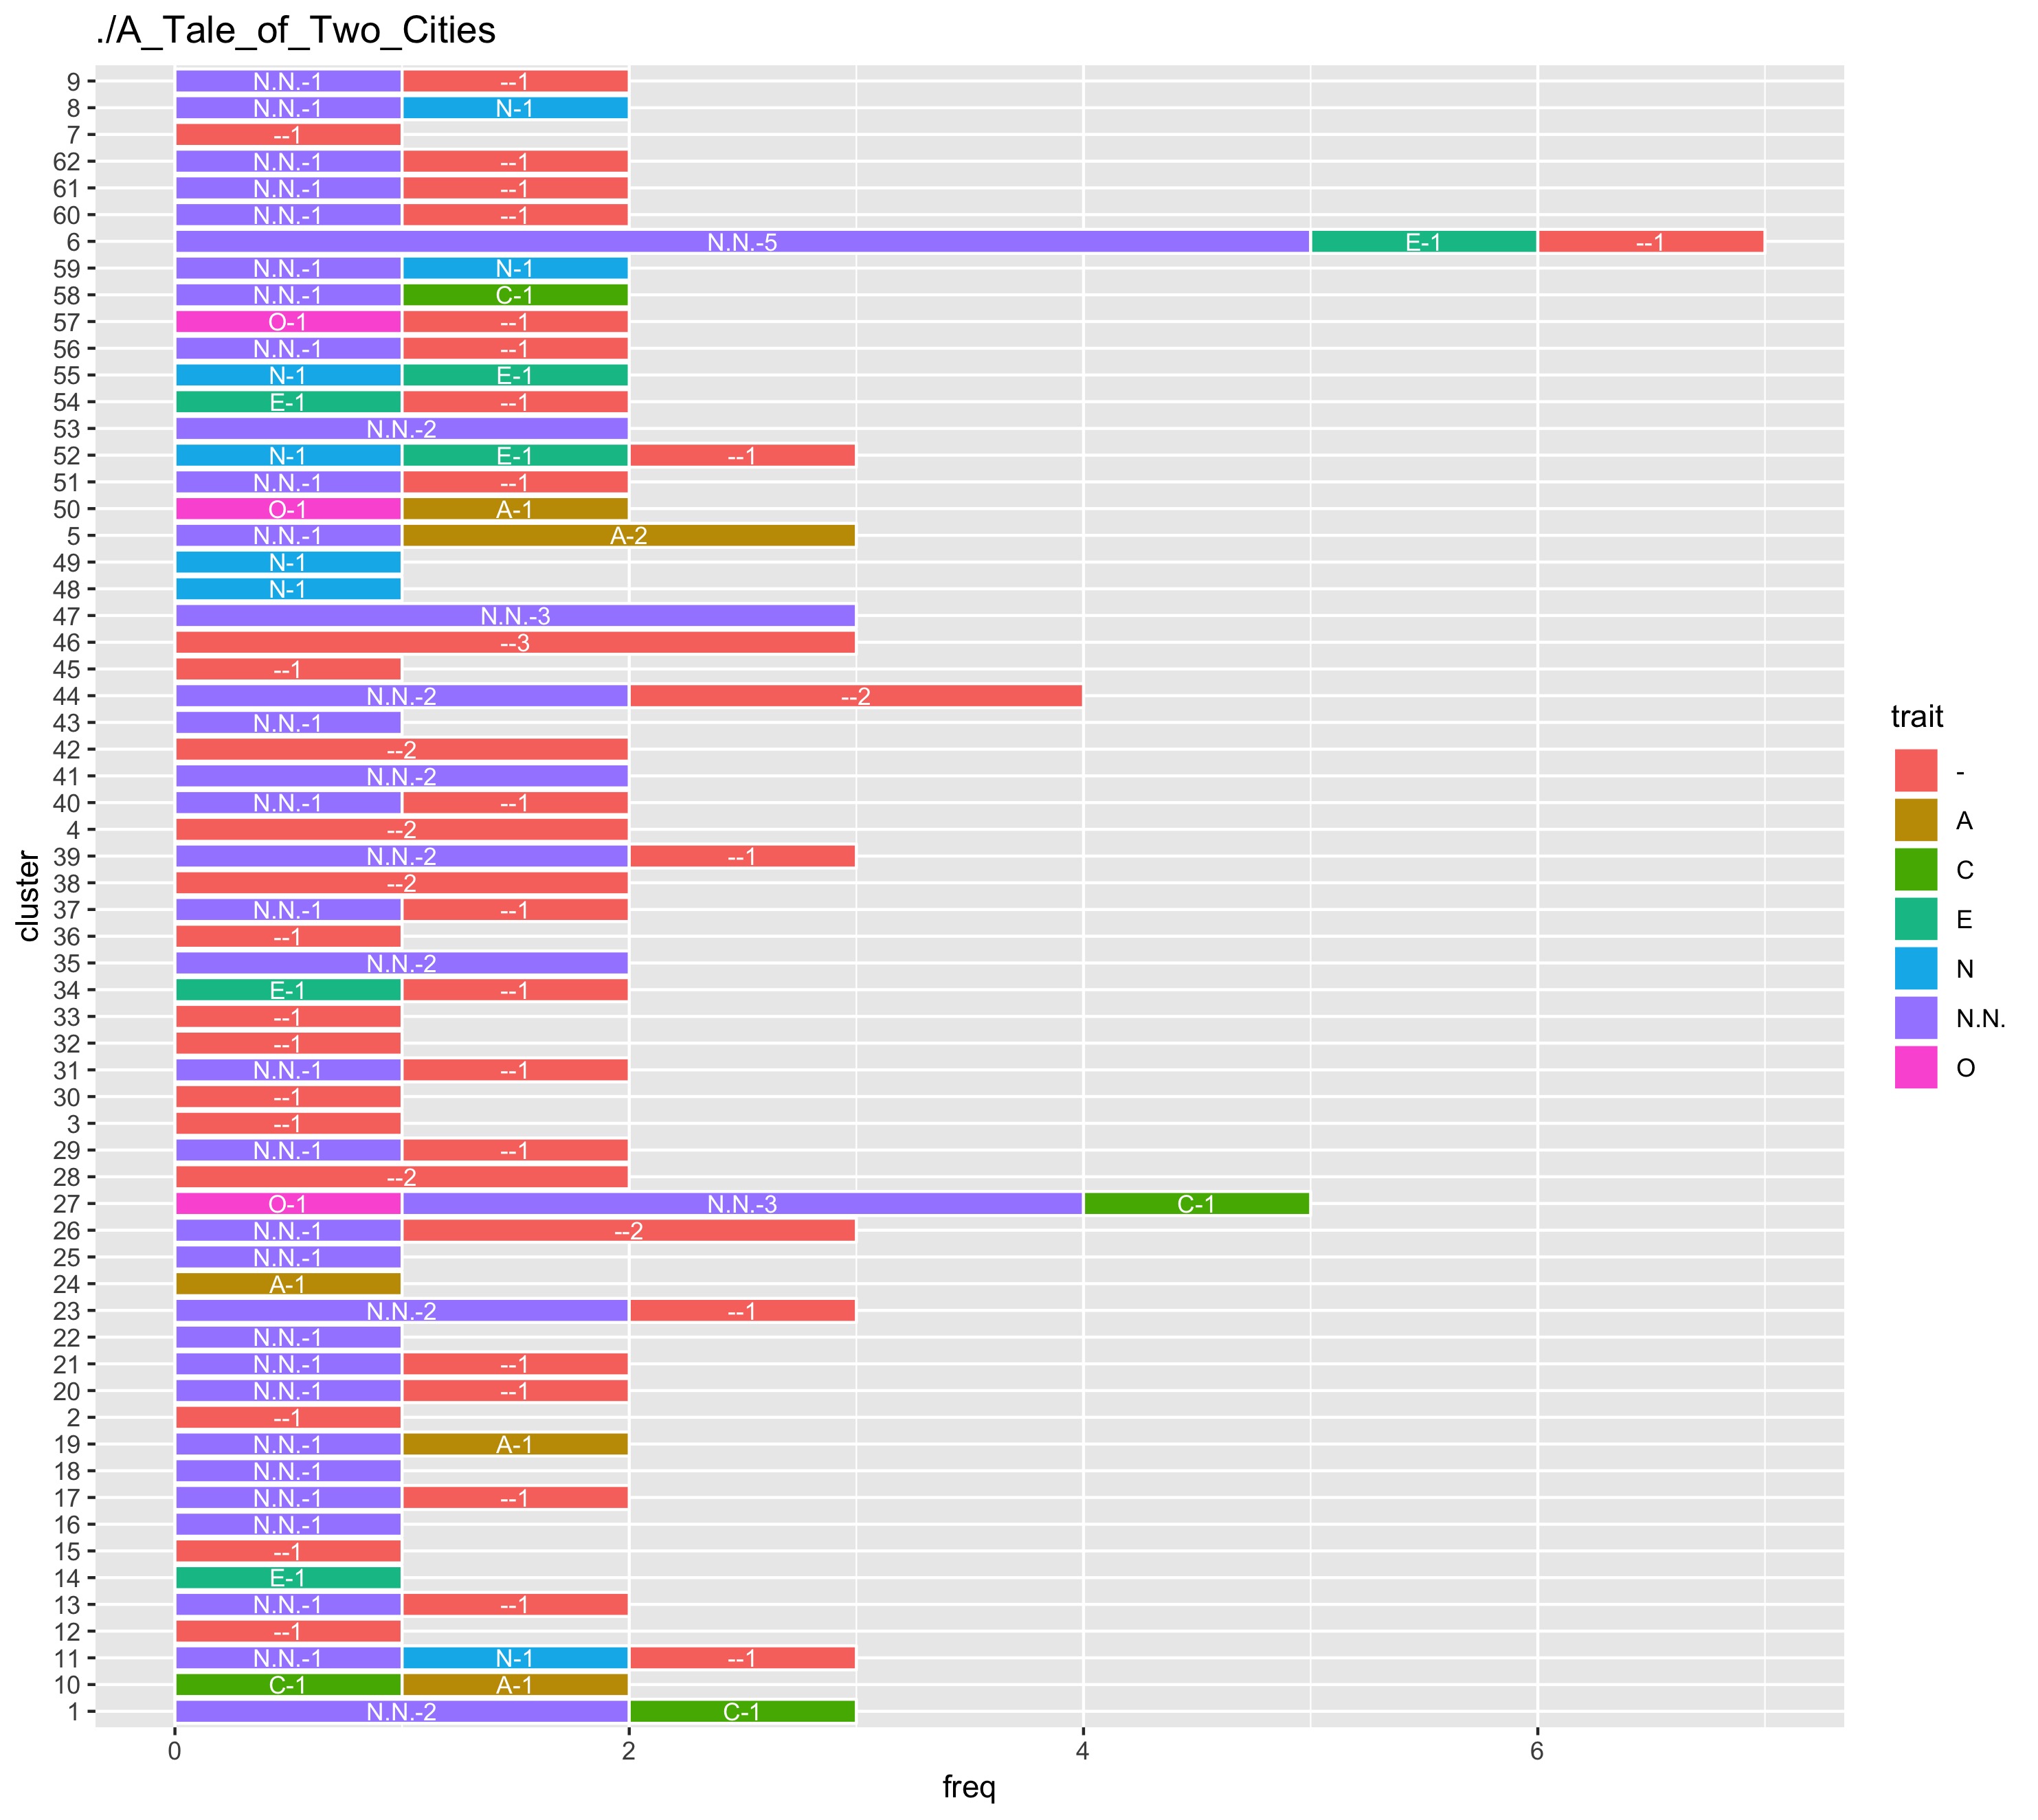 ./A_Tale_of_Two_Cities
9 N.N.-1 --1
8 N.N.-1 N-1
7 --1
62 N.N.-1 --1
61 N.N.-1 --1
60 N.N.-1 --1
6 N.N.-5 E-1 --1
59 N.N.-1 N-1
58 N.N.-1 C-1
57 O-1 --1
56 N.N.-1 --1
55 N-1 E-1
54 E-1 --1
53 N.N.-2
52 N-1 E-1 --1
51 N.N.-1 --1
50 O-1 A-1
5 N.N.-1 A-2
49 N-1
48 N-1
47 N.N.-3
46 --3
45 --1
44 N.N.-2 --2
43 N.N.-1
42 --2
41 N.N.-2
40 N.N.-1 --1
4 --2
39 N.N.-2 --1
38 --2
37 N.N.-1 --1
36 --1
35 N.N.-2
34 E-1 --1
33 --1
32 --1
31 N.N.-1 --1
30 --1
3 --1
29 N.N.-1 --1
28 --2
27 O-1 N.N.-3 C-1
26 N.N.-1 --2
25 N.N.-1
24 A-1
23 N.N.-2 --1
22 N.N.-1
21 N.N.-1 --1
20 N.N.-1 --1
2 --1
19 N.N.-1 A-1
18 N.N.-1
17 N.N.-1 --1
16 N.N.-1
15 --1
14 E-1
13 N.N.-1 --1
12 --1
11 N.N.-1 N-1 --1
10 C-1 A-1
1 N.N.-2 C-1
0 2 4 6
freq
cluster
trait
-
A
C
E
N
N.N.
O